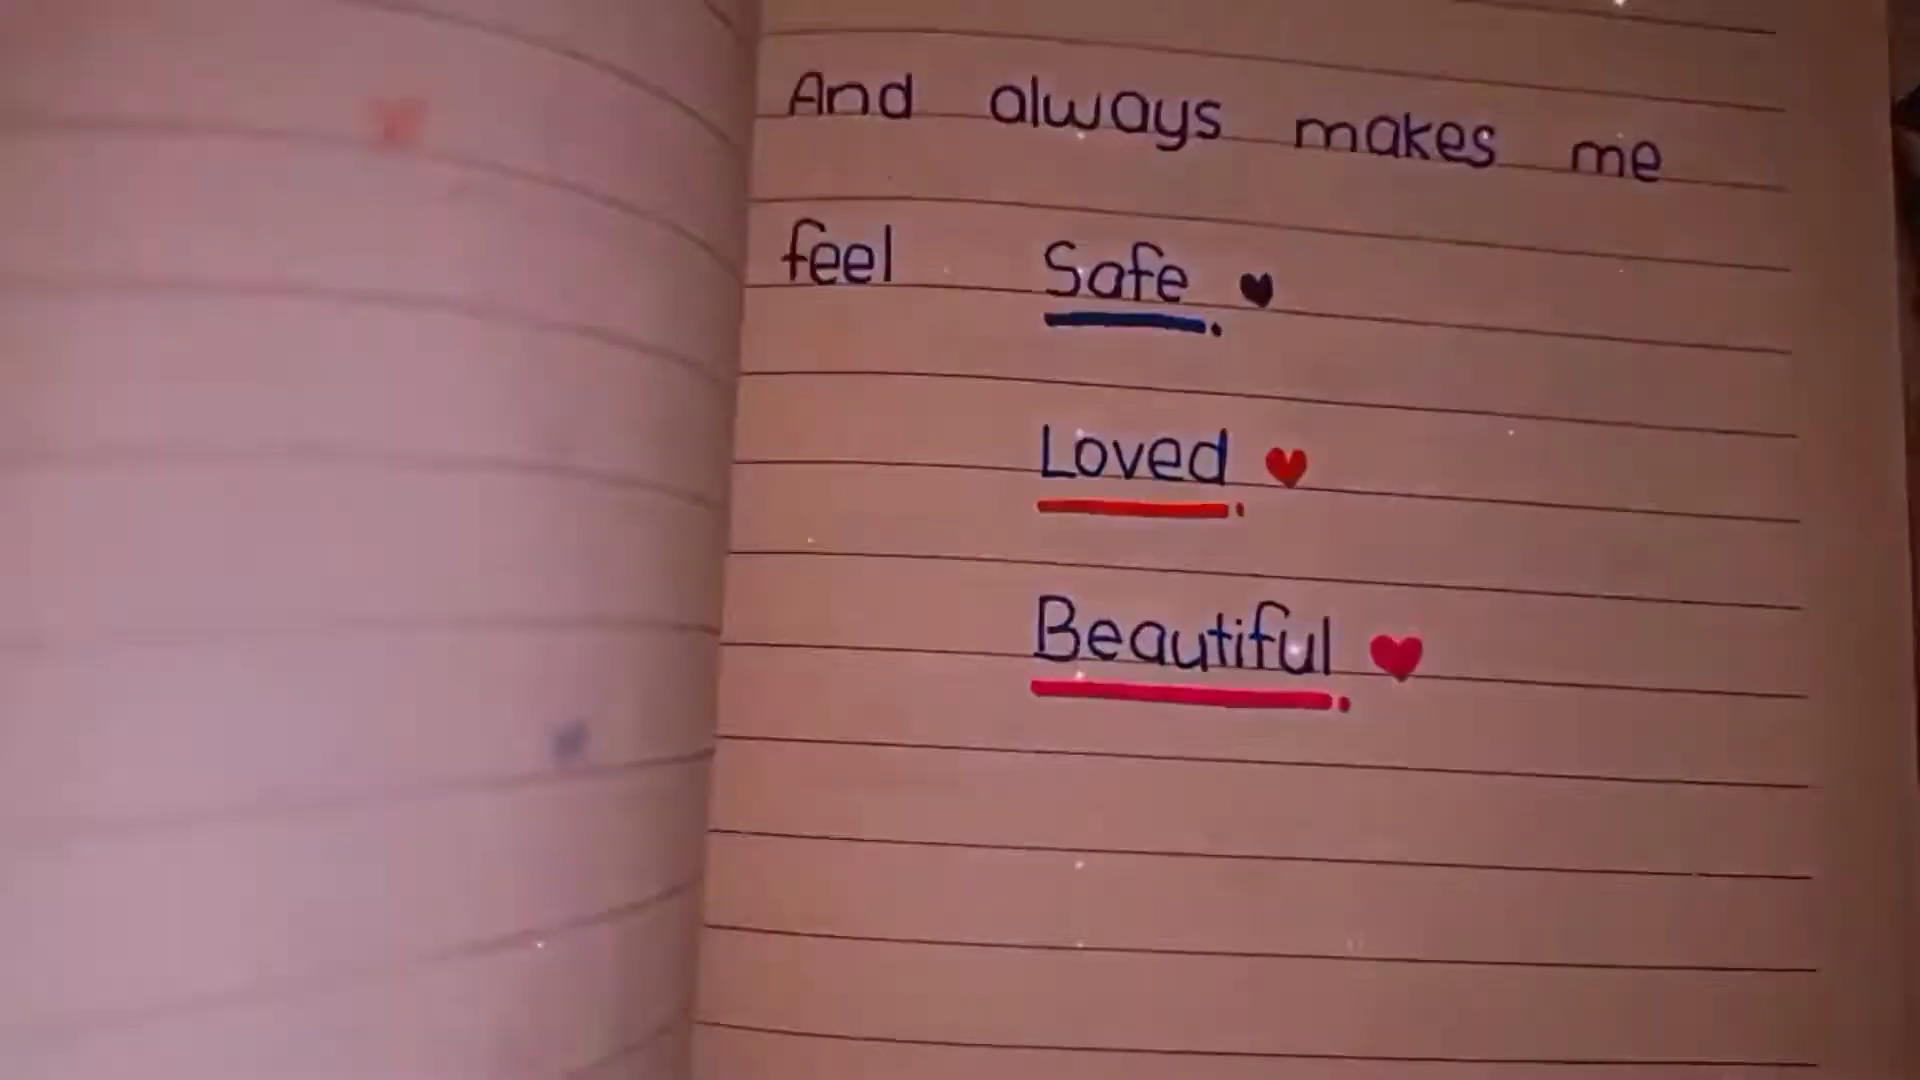 And always makes me
feel Safe ♥
Loved ♥
Beautiful ♥